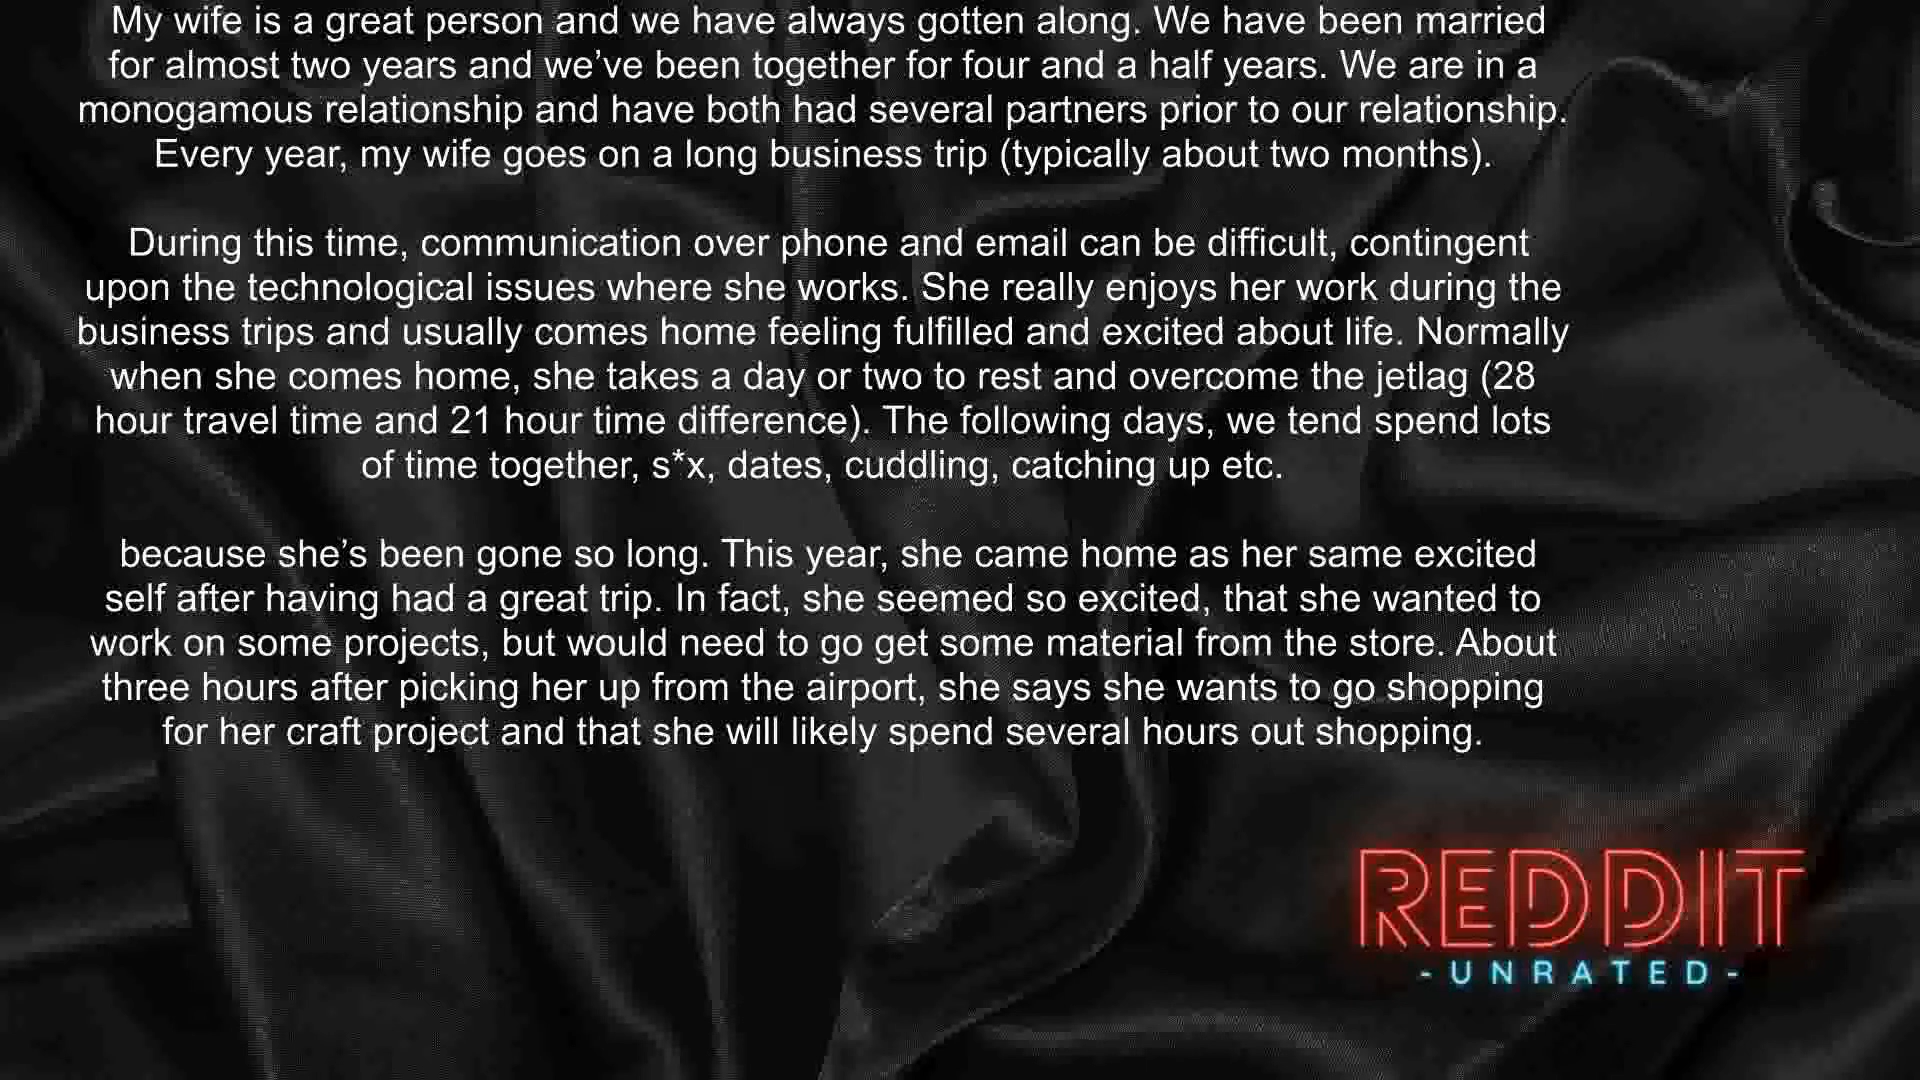 My wife is a great person and we have always gotten along. We have been married
for almost two years and we’ve been together for four and a half years. We are in a
monogamous relationship and have both had several partners prior to our relationship.
Every year, my wife goes on a long business trip (typically about two months).
During this time, communication over phone and email can be difficult, contingent
upon the technological issues where she works. She really enjoys her work during the
business trips and usually comes home feeling fulfilled and excited about life. Normally
when she comes home, she takes a day or two to rest and overcome the jetlag (28
hour travel time and 21 hour time difference). The following days, we tend spend lots
of time together, s*x, dates, cuddling, catching up etc.
because she’s been gone so long. This year, she came home as her same excited
self after having had a great trip. In fact, she seemed so excited, that she wanted to
work on some projects, but would need to go get some material from the store. About
three hours after picking her up from the airport, she says she wants to go shopping
for her craft project and that she will likely spend several hours out shopping.
REDDIT
- UNRATED -